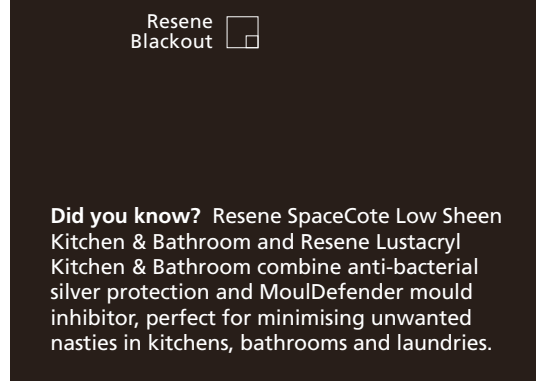 Resene
Blackout
Did you know? Resene SpaceCote Low Sheen
Kitchen & Bathroom and Resene Lustacryl
Kitchen & Bathroom combine anti-bacterial
silver protection and MoulDefender mould
inhibitor, perfect for minimising unwanted
nasties in kitchens, bathrooms and laundries.